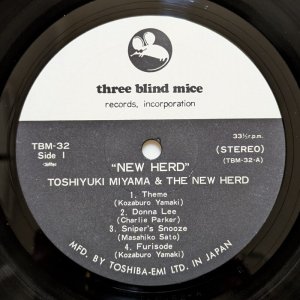 three blind mice
records, incorporation
TBM-32
Side 1
33⅓ r.p.m.
(STEREO)
(TBM-32-A)
"NEW HERD"
TOSHIYUKI MIYAMA & THE NEW HERD
1. Theme
(Kozaburo Yamaki)
2. Donna Lee
(Charlie Parker)
3. Sniper's Snooze
(Masahiko Sato)
4. Furisode
(Kozaburo Yamaki)
MFD. BY TOSHIBA-EMI LTD. IN JAPAN